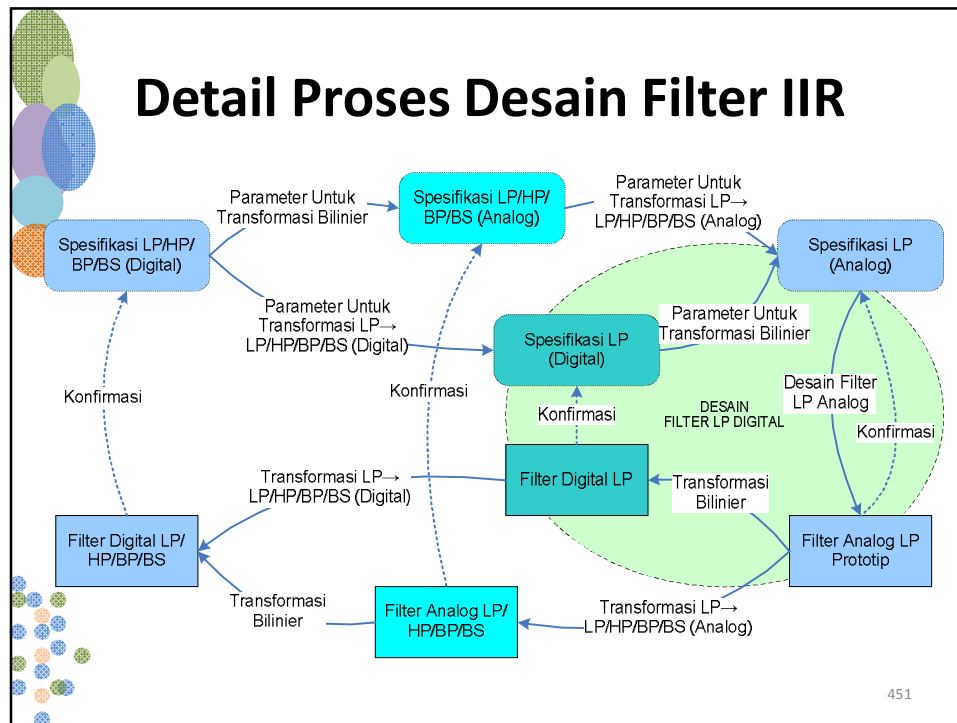 Detail Proses Desain Filter IIR
Parameter Untuk
Transformasi Bilinier
Spesifikasi LP/HP/
BP/BS (Analog)
Parameter Untuk
Transformasi LP→
LP/HP/BP/BS (Analog)
Spesifikasi LP/HP/
BP/BS (Digital)
Spesifikasi LP
(Analog)
Parameter Untuk
Transformasi LP→
LP/HP/BP/BS (Digital)
Spesifikasi LP
(Digital)
Parameter Untuk
Transformasi Bilinier
Konfirmasi
Konfirmasi
Konfirmasi
DESAIN
FILTER LP DIGITAL
Desain Filter
LP Analog
Konfirmasi
Transformasi LP→
LP/HP/BP/BS (Digital)
Filter Digital LP
Transformasi
Bilinier
Filter Digital LP/
HP/BP/BS
Filter Analog LP
Prototip
Transformasi
Bilinier
Filter Analog LP/
HP/BP/BS
Transformasi LP→
LP/HP/BP/BS (Analog)
451